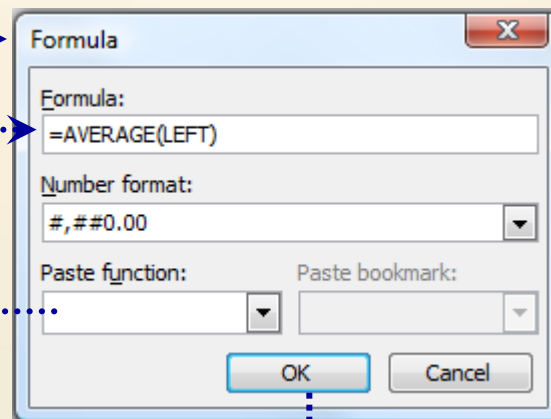 Formula
Formula:
=AVERAGE(LEFT)
Number format:
#,##0.00
Paste function: Paste bookmark:
OK Cancel